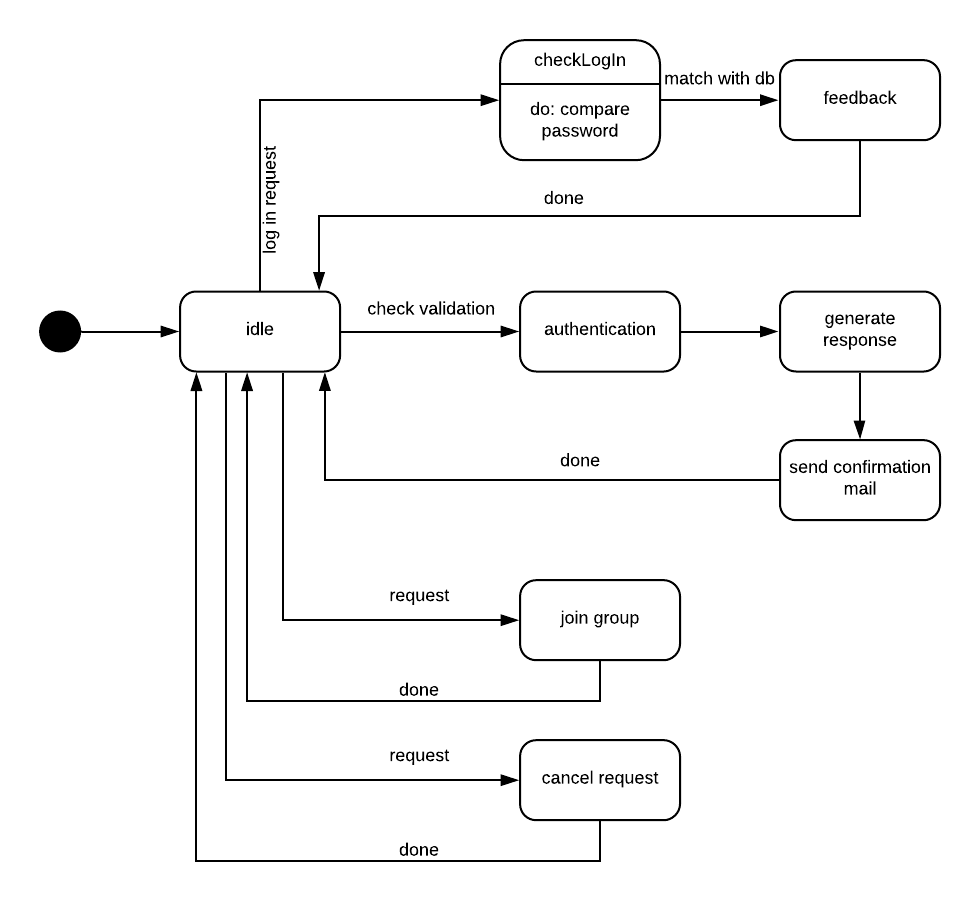 checkLogIn
do: compare
password
match with db
feedback
log in request
done
idle
check validation
authentication
generate
response
done
send confirmation
mail
request
join group
done
request
cancel request
done